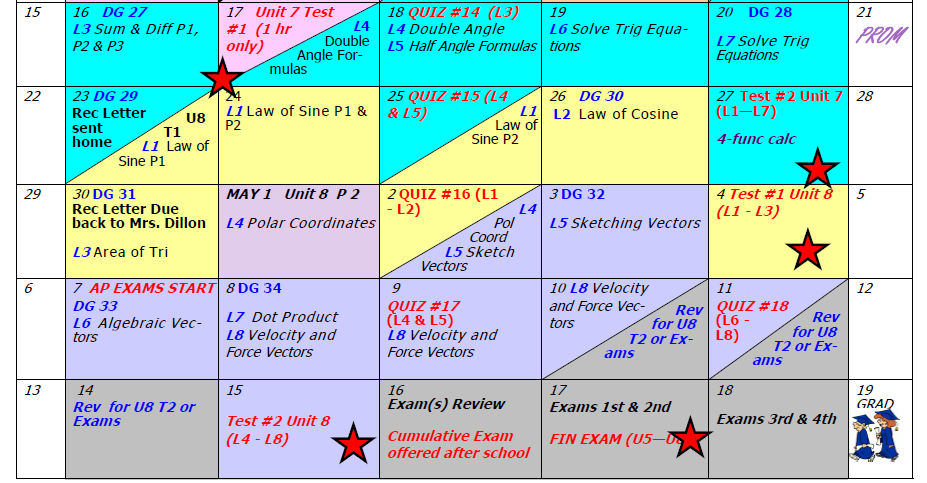 15
16 DG 27
L3 Sum & Diff P1,
P2 & P3
17 Unit 7 Test
#1 (1 hr
only)
L4
Double
Angle For-
mulas
18 QUIZ #14 (L3)
L4 Double Angle
L5 Half Angle Formulas
19
L6 Solve Trig Equa-
tions
20 DG 28
L7 Solve Trig
Equations
21
PROM
22
23 DG 29
Rec Letter
sent
home
U8
T1
L1 Law of
Sine P1
24
L1 Law of Sine P1 &
P2
25 QUIZ #15 (L4
& L5)
L1
Law of
Sine P2
26 DG 30
L2 Law of Cosine
27 Test #2 Unit 7
(L1—L7)
4-func calc
28
29
30 DG 31
Rec Letter Due
back to Mrs. Dillon
L3 Area of Tri
MAY 1 Unit 8 P 2
L4 Polar Coordinates
2 QUIZ #16 (L1
- L2)
L4
Pol
Coord
L5 Sketch
Vectors
3 DG 32
L5 Sketching Vectors
4 Test #1 Unit 8
(L1 - L3)
5
6
7 AP EXAMS START
DG 33
L6 Algebraic Vec-
tors
8 DG 34
L7 Dot Product
L8 Velocity and
Force Vectors
9
QUIZ #17
(L4 & L5)
L8 Velocity and
Force Vectors
10 L8 Velocity
and Force Vec-
tors
Rev
for U8
T2 or Ex-
ams
11
QUIZ #18
(L6 -
L8)
Rev
for U8
T2 or Ex-
ams
12
13
14
Rev for U8 T2 or
Exams
15
Test #2 Unit 8
(L4 - L8)
16
Exam(s) Review
Cumulative Exam
offered after school
17
Exams 1st & 2nd
FIN EXAM (U5—
18
Exams 3rd & 4th
19
GRAD